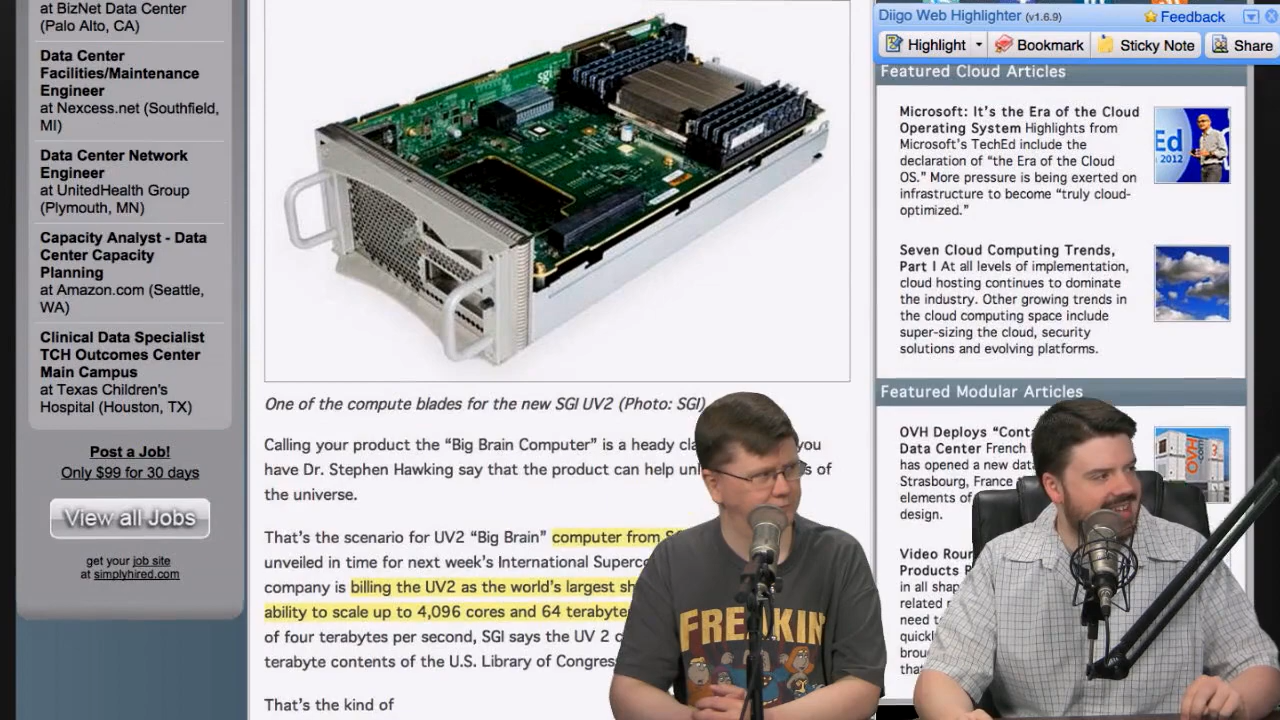 at BizNet Data Center
(Palo Alto, CA)
Data Center
Facilities/Maintenance
Engineer
at Nexcess.net (Southfield,
MI)
Data Center Network
Engineer
at UnitedHealth Group
(Plymouth, MN)
Capacity Analyst - Data
Center Capacity
Planning
at Amazon.com (Seattle,
WA)
Clinical Data Specialist
TCH Outcomes Center
Main Campus
at Texas Children's
Hospital (Houston, TX)
Post a Job!
Only $99 for 30 days
View all Jobs
get your job site
at simplyhired.com
sgi
One of the compute blades for the new SGI UV2 (Photo: SGI)
Calling your product the “Big Brain Computer” is a heady you
have Dr. Stephen Hawking say that the product can help of
the universe.
That’s the scenario for UV2 “Big Brain” computer from
unveiled in time for next week’s International
company is billing the UV2 as the world’s largest
ability to scale up to 4,096 cores and 64
of four terabytes per second, SGI says the UV 2
terabyte contents of the U.S. Library of
That’s the kind of
Diigo Web Highlighter (v1.6.9)
Feedback
Highlight Bookmark Sticky Note Share
Featured Cloud Articles
Microsoft: It’s the Era of the Cloud
Operating System Highlights from
Microsoft’s TechEd include the
declaration of “the Era of the Cloud
OS.” More pressure is being exerted on
infrastructure to become “truly cloud-
optimized.”
Ed
2012
Seven Cloud Computing Trends,
Part I At all levels of implementation,
cloud hosting continues to dominate
the industry. Other growing trends in
the cloud computing space include
super-sizing the cloud, security
solutions and evolving platforms.
Featured Modular Articles
OVH Deploys
Data Center French
has opened a new
Strasbourg, France
elements of
design.
OVH.com
3
Video
Products
in all
related
need
FREAKIN